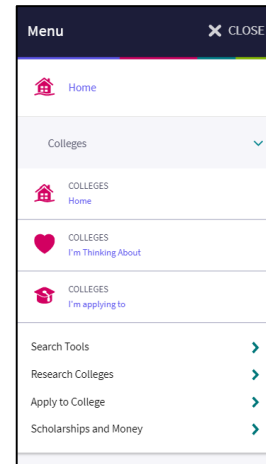 Menu CLOSE
Home
Colleges
COLLEGES
Home
COLLEGES
I'm Thinking About
COLLEGES
I'm applying to
Search Tools
Research Colleges
Apply to College
Scholarships and Money